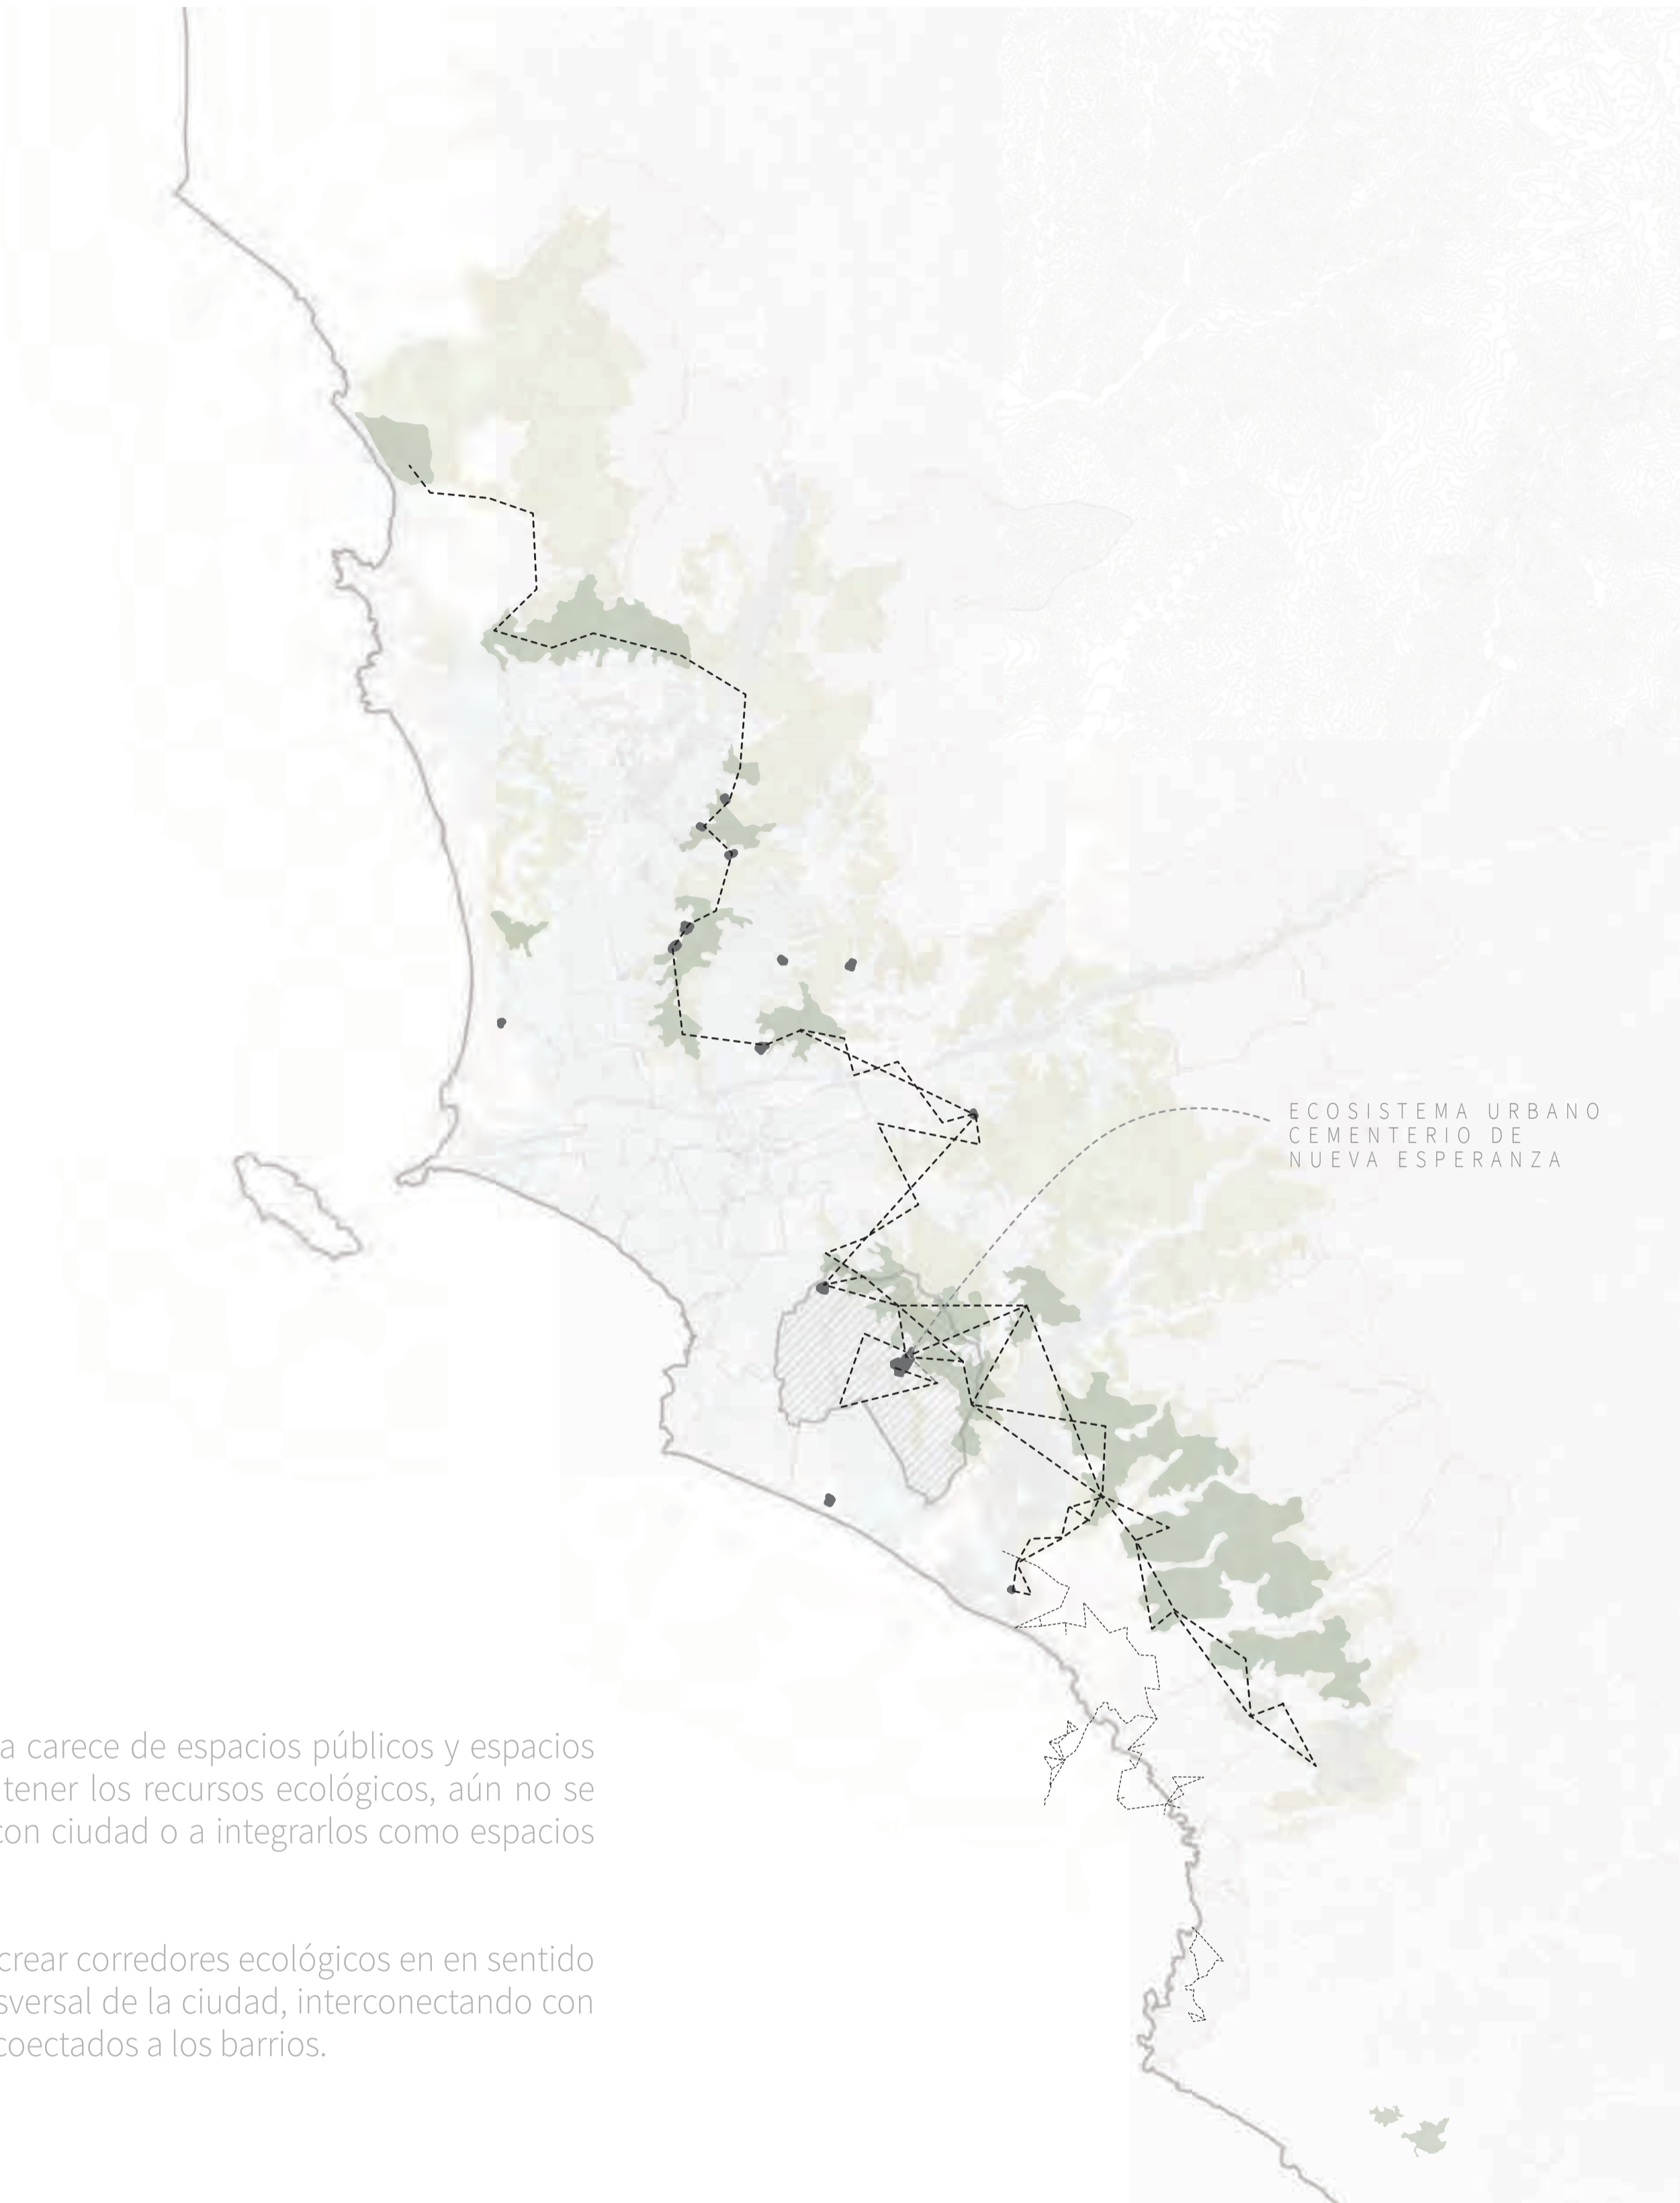 ECOSISTEMA URBANO
CEMENTERIO DE
NUEVA ESPERANZA
a carece de espacios públicos y espacios
tener los recursos ecológicos, aún no se
con ciudad o a integrarlos como espacios
crear corredores ecológicos en en sentido
sversal de la ciudad, interconectando con
coectados a los barrios.